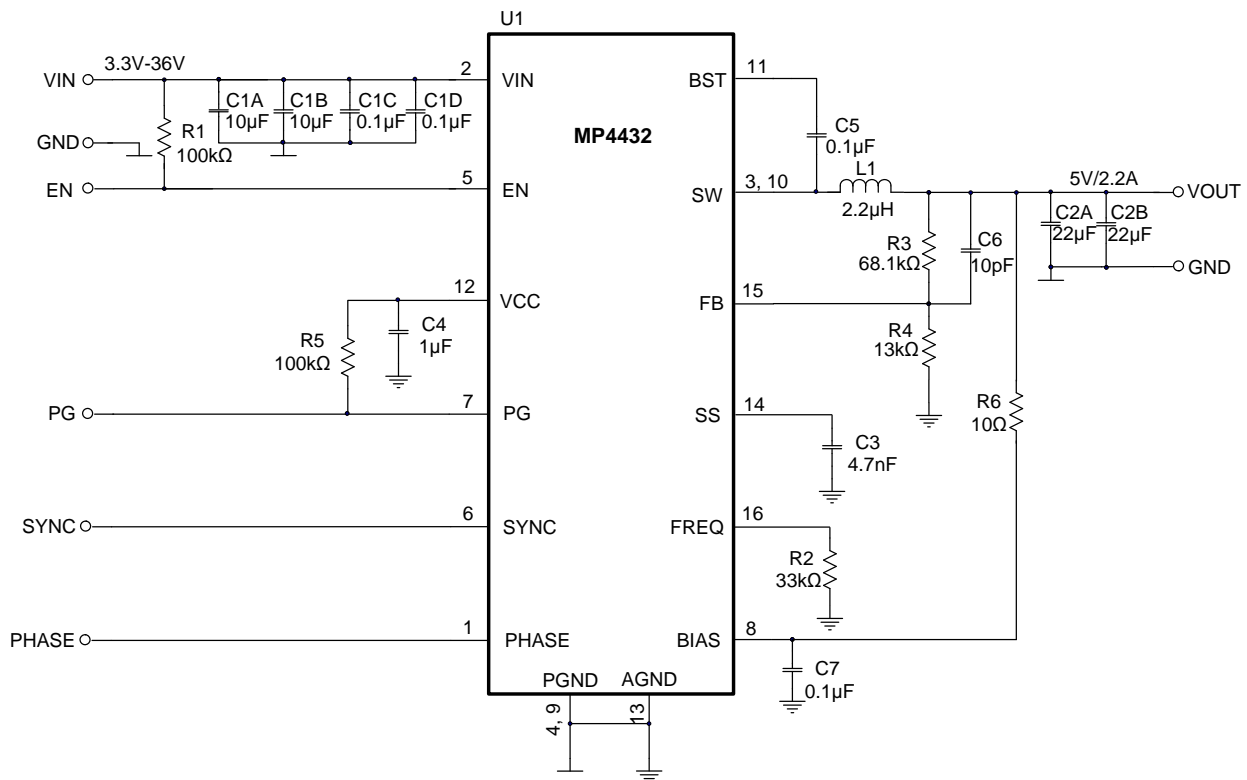 U1
3.3V-36V
VIN
2
VIN
BST
11
C1A
10µF
C1B
10µF
C1C
0.1µF
C1D
0.1µF
MP4432
GND
R1
100kΩ
C5
0.1µF
EN
5
EN
SW
3, 10
L1
2.2µH
5V/2.2A
VOUT
C2A
22µF
C2B
22µF
R3
68.1kΩ
C6
10pF
GND
12
VCC
FB
15
C4
1µF
R5
100kΩ
R4
13kΩ
PG
7
PG
SS
14
R6
10Ω
C3
4.7nF
SYNC
6
SYNC
FREQ
16
R2
33kΩ
PHASE
1
PHASE
BIAS
8
C7
0.1µF
PGND
AGND
4, 9
13